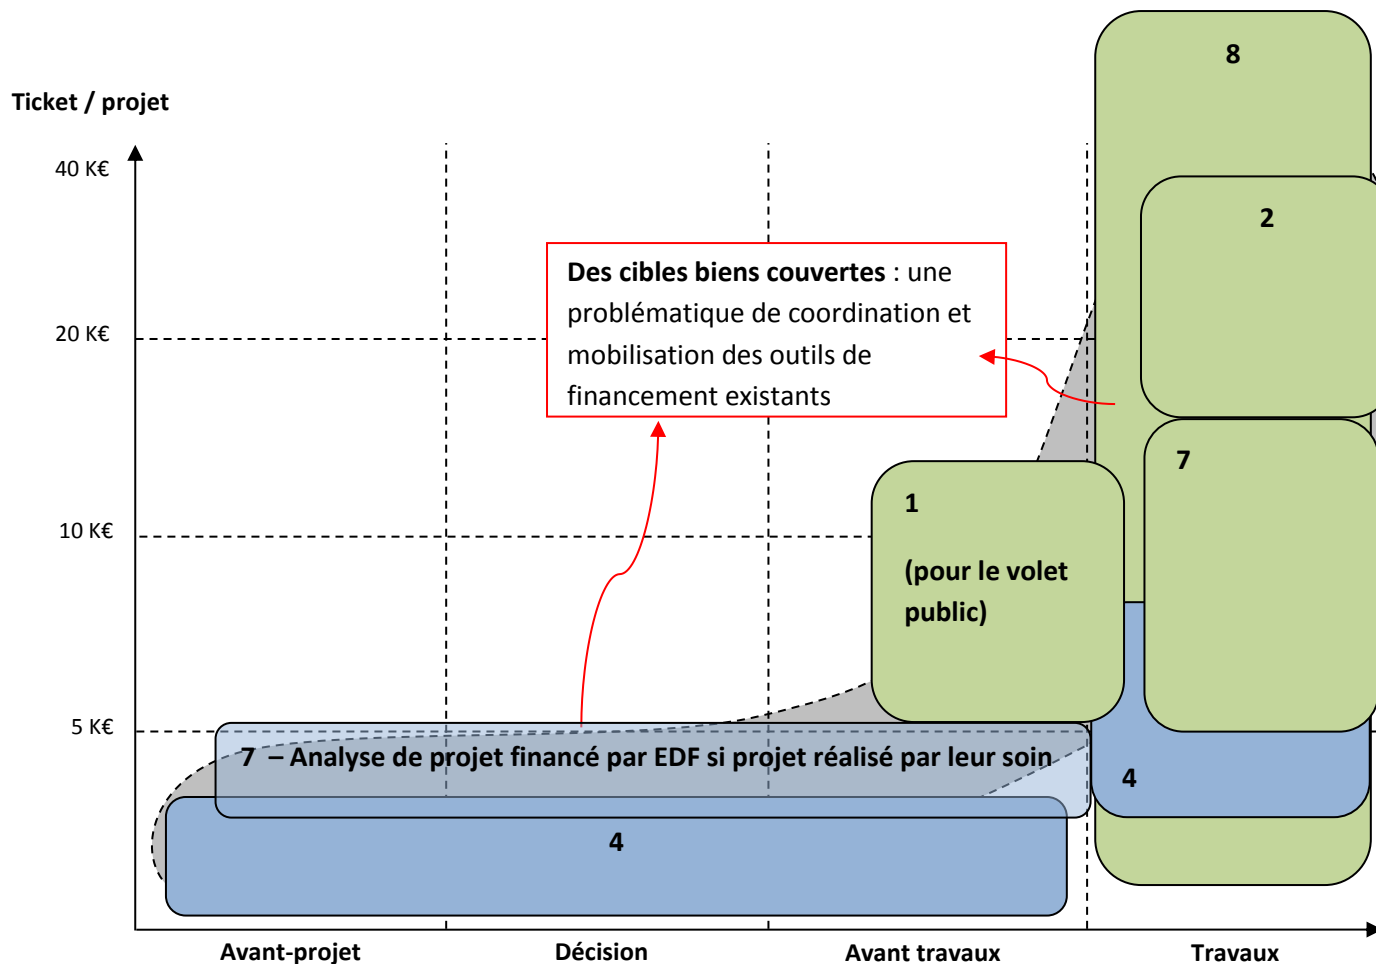 8
Ticket / projet
40 K€
2
Des cibles biens couvertes : une
problématique de coordination et
mobilisation des outils de
financement existants
20 K€
7
1
10 K€
(pour le volet
public)
5 K€
7 – Analyse de projet financé par EDF si projet réalisé par leur soin
4
4
Avant-projet
Décision
Avant travaux
Travaux